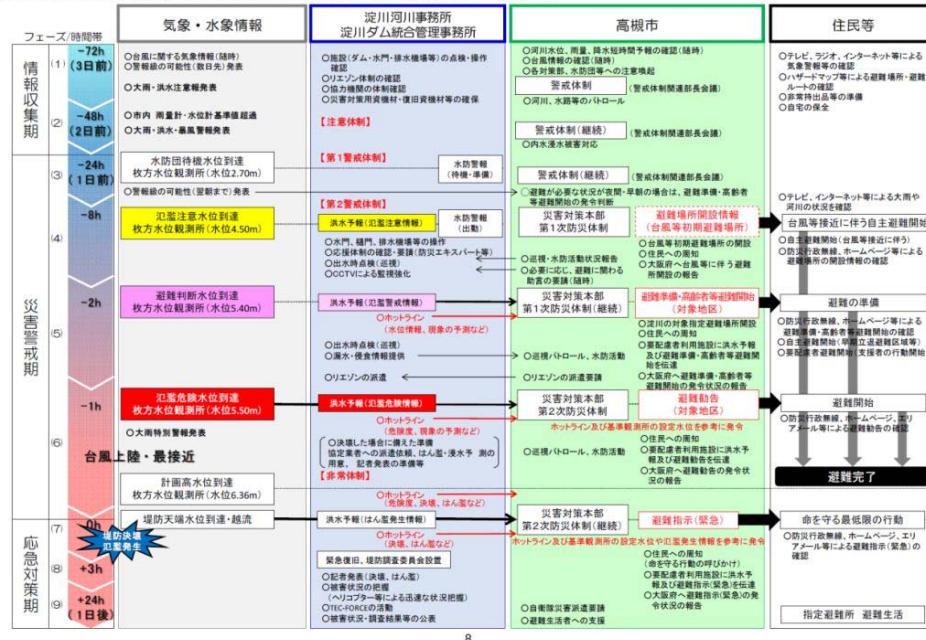 フェーズ/時間帯
気象・水象情報
淀川河川事務所
淀川ダム統合管理事務所
高槻市
住民等
情報収集期
災害警戒期
応急対策期
(1)
(2)
(3)
(4)
(5)
(6)
(7)
(8)
(9)
-72h
(3日前)
-48h
(2日前)
-24h
(1日前)
-8h
-2h
-1h
0h
+3h
+24h
(1日後)
台風上陸・最接近
堤防決壊
氾濫発生
○台風に関する気象情報(随時)
○警報級の可能性(数日先)発表
○大雨・洪水注意報発表
○市内 雨量計・水位計基準値超過
○大雨・洪水・暴風警報発表
水防団待機水位到達
枚方水位観測所(水位2.70m)
○警報級の可能性(翌朝まで)発表
氾濫注意水位到達
枚方水位観測所(水位4.50m)
避難判断水位到達
枚方水位観測所(水位5.40m)
氾濫危険水位到達
枚方水位観測所(水位5.50m)
○大雨特別警報発表
計画高水位到達
枚方水位観測所(水位6.36m)
堤防天端水位到達・越流
○施設(ダム・水門・排水機場等)の点検・操作
確認
○リエゾン体制の確認
○協力機関の体制確認
○災害対策用資機材・復旧資機材等の確保
【注意体制】
【第1警戒体制】
水防警報
(待機・準備)
【第2警戒体制】
洪水予報(氾濫注意情報)
水防警報
(出動)
○水門、樋門、排水機場等の操作
○応援体制の確認・要請(防災エキスパート等)
○出水時点検(巡視)
○CCTVによる監視強化
洪水予報(氾濫警戒情報)
○ホットライン
(水位情報、現象の予測など)
○出水時点検(巡視)
○漏水・侵食情報提供
○リエゾンの派遣
洪水予報(氾濫危険情報)
○ホットライン
(危険度、現象の予測など)
○決壊した場合に備えた準備
協定業者への派遣依頼、はん濫・浸水予 測の
用意、 記者発表の準備等
【非常体制】
○ホットライン
(危険度、決壊、はん濫など)
洪水予報(はん濫発生情報)
○ホットライン
(決壊、はん濫など)
緊急復旧、堤防調査委員会設置
○記者発表(決壊、はん濫)
○被害状況の把握
(ヘリコプター等による迅速な状況把握)
○TEC-FORCEの活動
○被害状況・調査結果等の公表
○河川水位、雨量、降水短時間予報の確認(随時)
○台風情報の確認(随時)
○各対策部、水防団等への注意喚起
警戒体制
(警戒体制関連部長会議)
○河川、水路等のパトロール
警戒体制(継続)
(警戒体制関連部長会議)
○内水浸水被害対応
警戒体制(継続)
(警戒体制関連部長会議)
○避難が必要な状況が夜間・早朝の場合は、避難準備・高齢者
等避難開始の発令判断
災害対策本部
第1次防災体制
避難場所開設情報
(台風等初期避難場所)
○巡視・水防活動状況報告
○必要に応じ、避難に関わる
助言の要請(随時)
○台風等初期避難場所の開設
○住民への周知
○大阪府へ台風等に伴う避難
所開設の報告
災害対策本部
第1次防災体制(継続)
避難準備・高齢者等避難開始
(対象地区)
○淀川の対象指定避難場所開設
○住民への周知
○要配慮者利用施設に洪水予報
及び避難準備・高齢者等避難開
始を伝達
○大阪府へ避難準備・高齢者等
避難開始の発令状況の報告
○巡視パトロール、水防活動
○リエゾンの派遣要請
災害対策本部
第2次防災体制
避難勧告
(対象地区)
ホットライン及び基準観測所の設定水位を参考に発令
○巡視パトロール、水防活動
○住民への周知
○要配慮者利用施設に洪水予
報及び避難勧告を伝達
○大阪府へ避難勧告の発令状
況の報告
災害対策本部
第2次防災体制(継続)
避難指示(緊急)
ホットライン及び基準観測所の設定水位や氾濫発生情報を参考に発令
○住民への周知
(命を守る行動の呼びかけ)
○要配慮者利用施設に洪水予
報及び避難指示(緊急)を伝達
○大阪府へ避難指示(緊急)の発
令状況の報告
○自衛隊災害派遣要請
○避難生活者への支援
○テレビ、ラジオ、インターネット等による
気象警報等の確認
○ハザードマップ等による避難場所・避難
ルートの確認
○非常持出品等の準備
○自宅の保全
○テレビ、インターネット等による大雨や
河川の状況を確認
台風等接近に伴う自主避難開始
○自主避難開始(台風等接近に伴う)
○防災行政無線、ホームページ等による
避難場所の開設情報の確認
避難の準備
○防災行政無線、ホームページ等による
避難準備・高齢者等避難開始の確認
○自主避難開始(早期立退避難区域等)
○要配慮者避難開始(支援者の行動開始)
避難開始
○防災行政無線、ホームページ、エリ
アメール等による避難勧告の確認
避難完了
命を守る最低限の行動
○防災行政無線、ホームページ、エリ
アメール等による避難指示(緊急)の
確認
指定避難所 避難生活
8